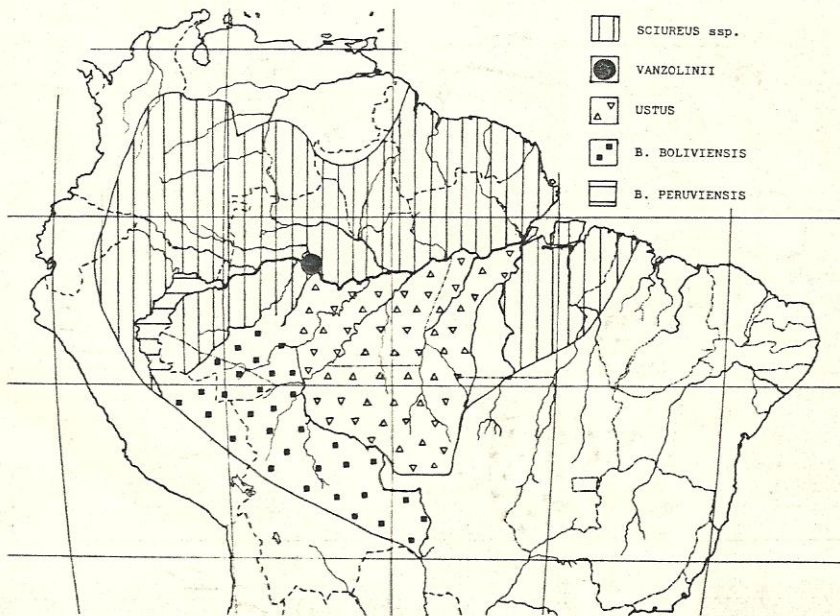 SCIUREUS ssp.
VANZOLINII
USTUS
B. BOLIVIENSIS
B. PERUVIENSIS